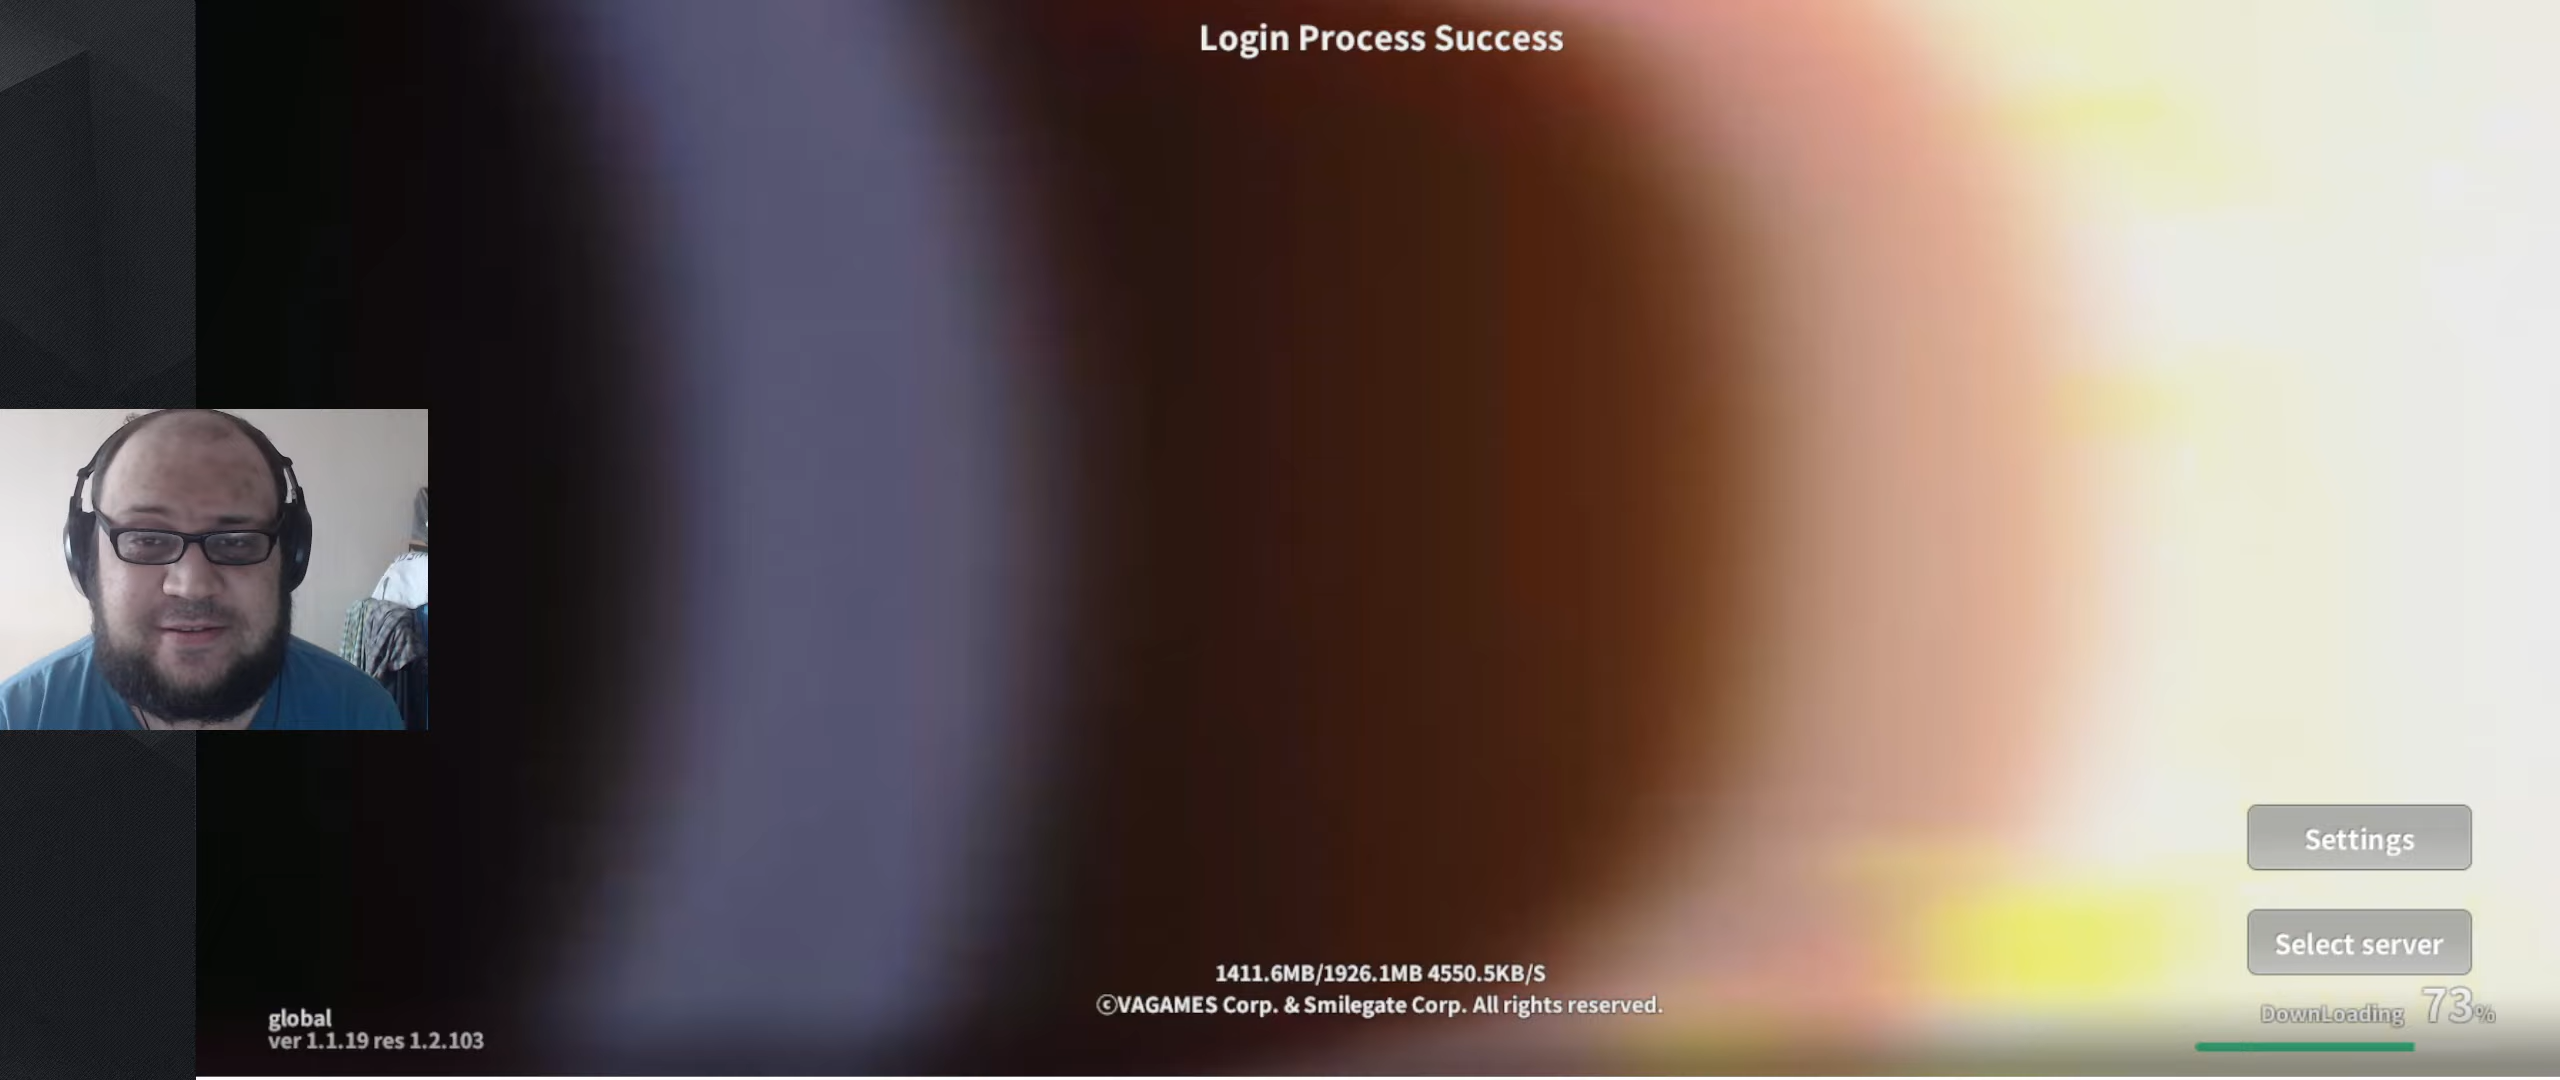 Login Process Success
Settings
Select server
1411.6MB/1926.1MB 4550.5KB/S
ⓒVAGAMES Corp. & Smilegate Corp. All rights reserved.
DownLoading 73%
global
ver 1.1.19 res 1.2.103